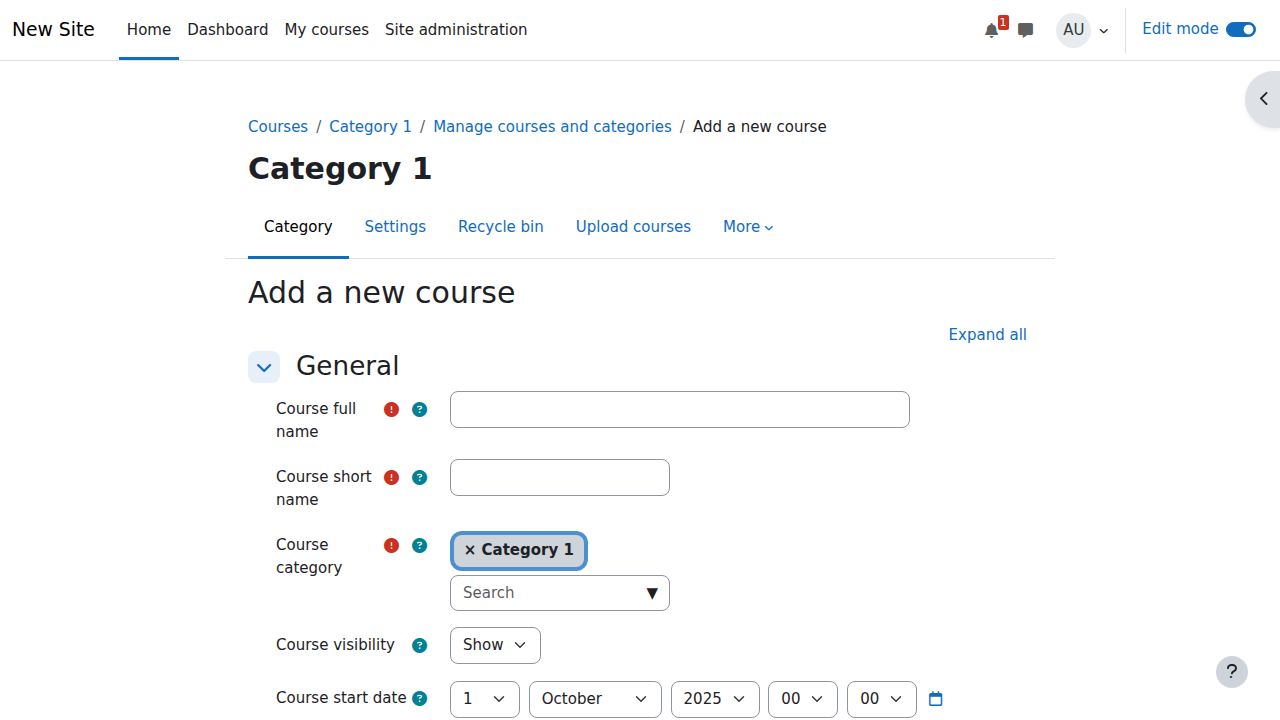 New Site
Home
Dashboard
My courses
Site administration
1
AU
Edit mode
Courses / Category 1 / Manage courses and categories / Add a new course
Category 1
Category
Settings
Recycle bin
Upload courses
More
Add a new course
Expand all
General
Course full
name
! ?
Course short
name
! ?
Course
category
! ?
× Category 1
Search ▼
Course visibility ?
Show
Course start date ?
1
October
2025
00
00
?